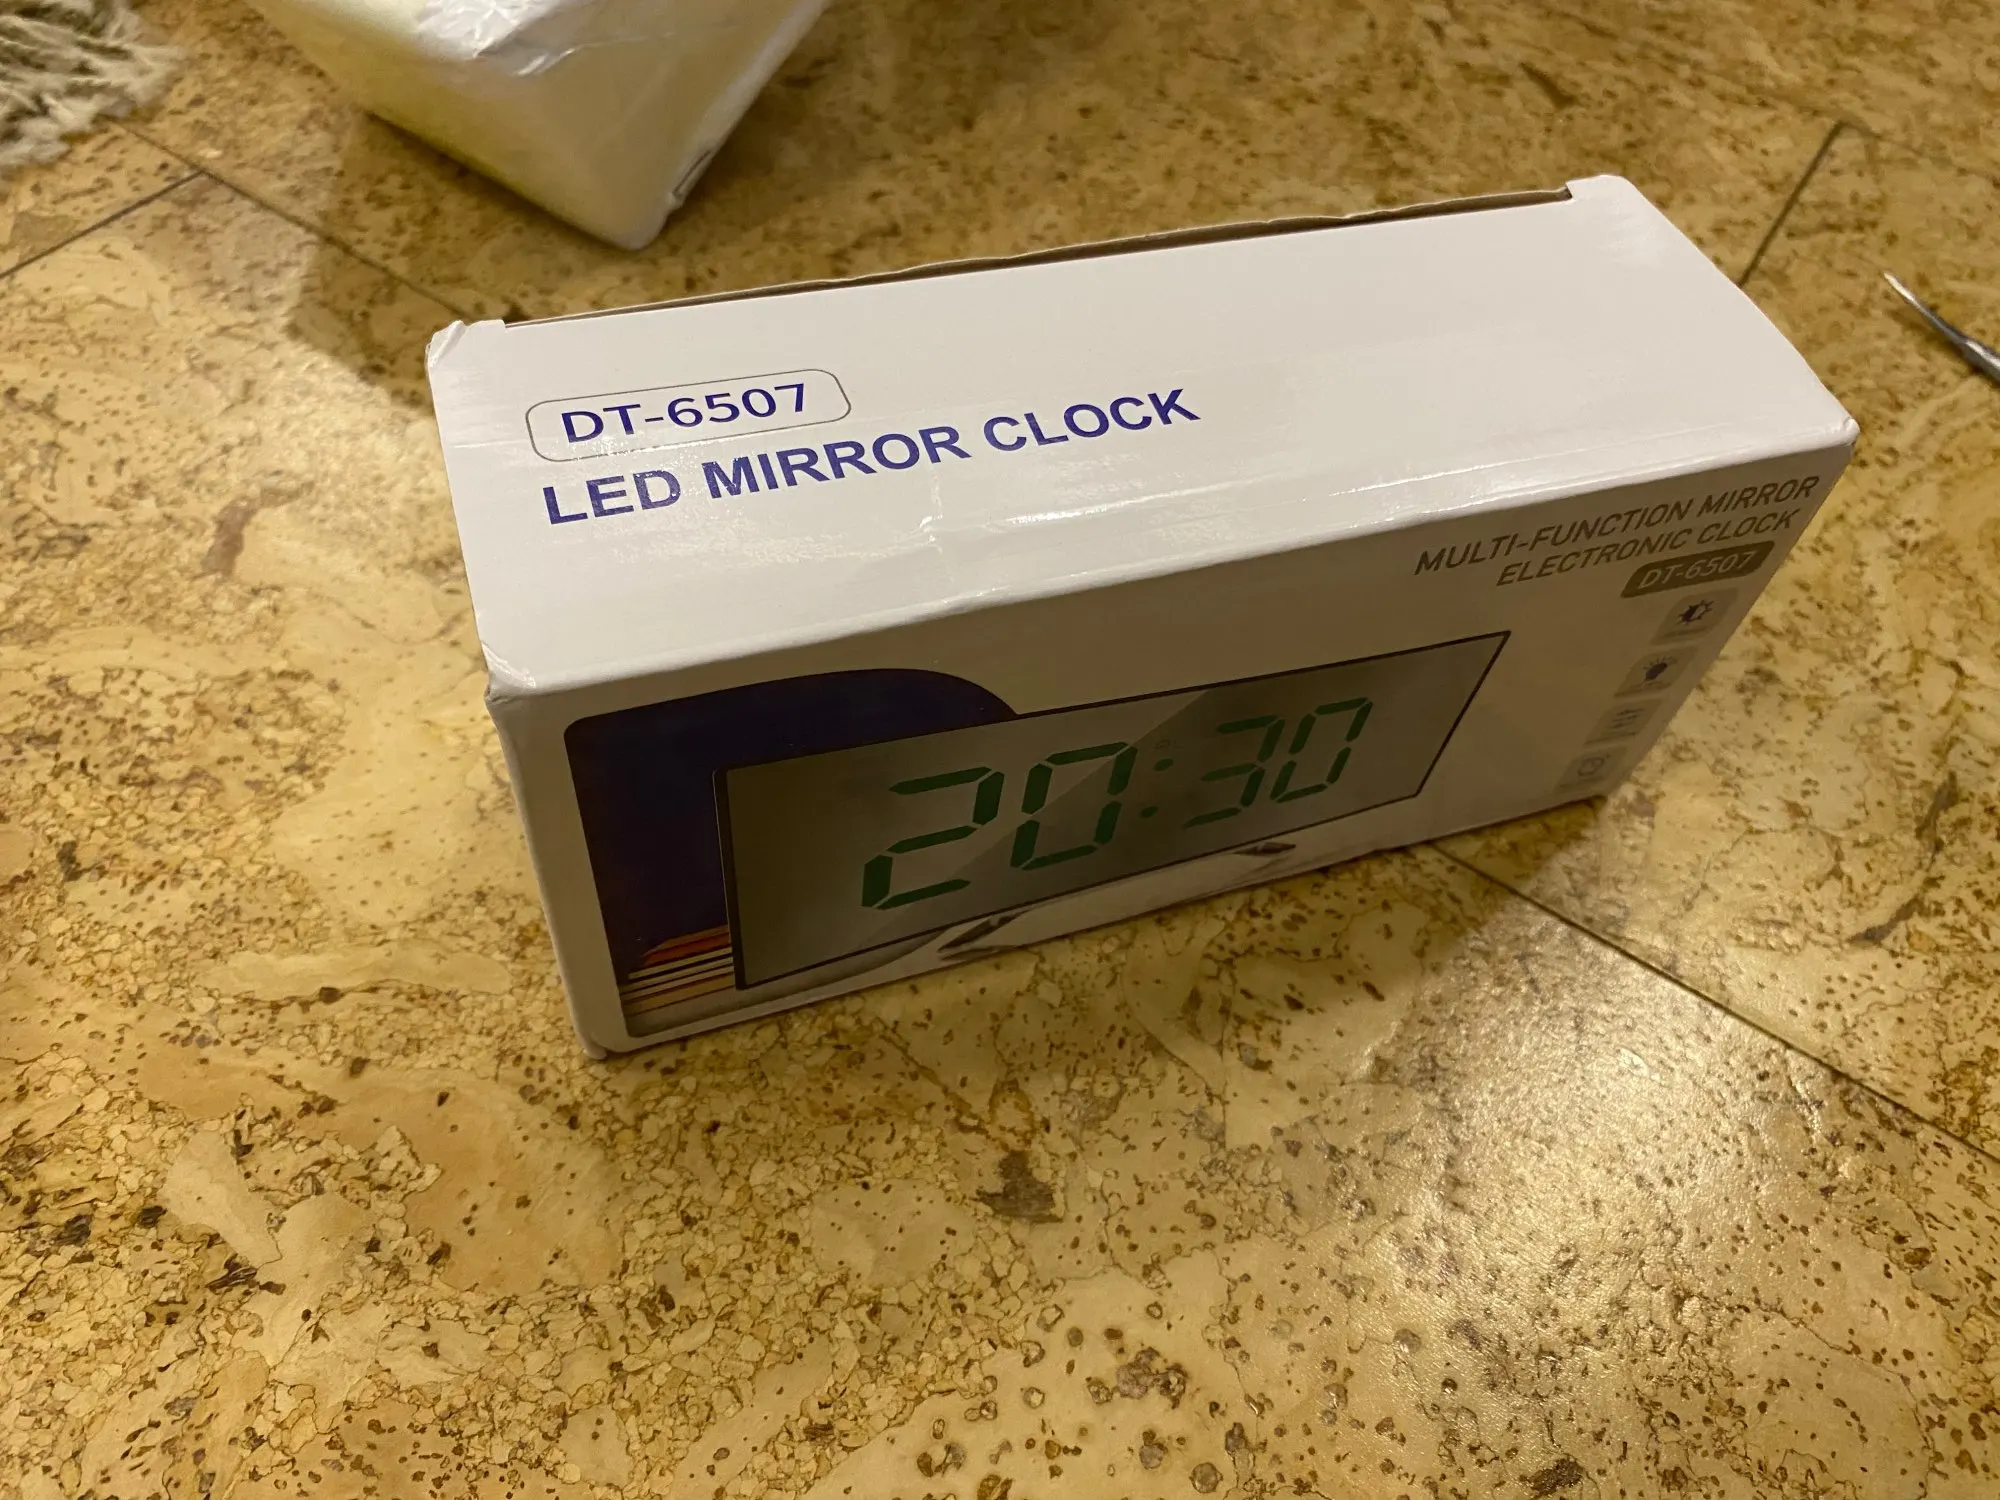 DT-6507
LED MIRROR CLOCK
MULTI-FUNCTION MIRROR
ELECTRONIC CLOCK
DT-6507
20:30